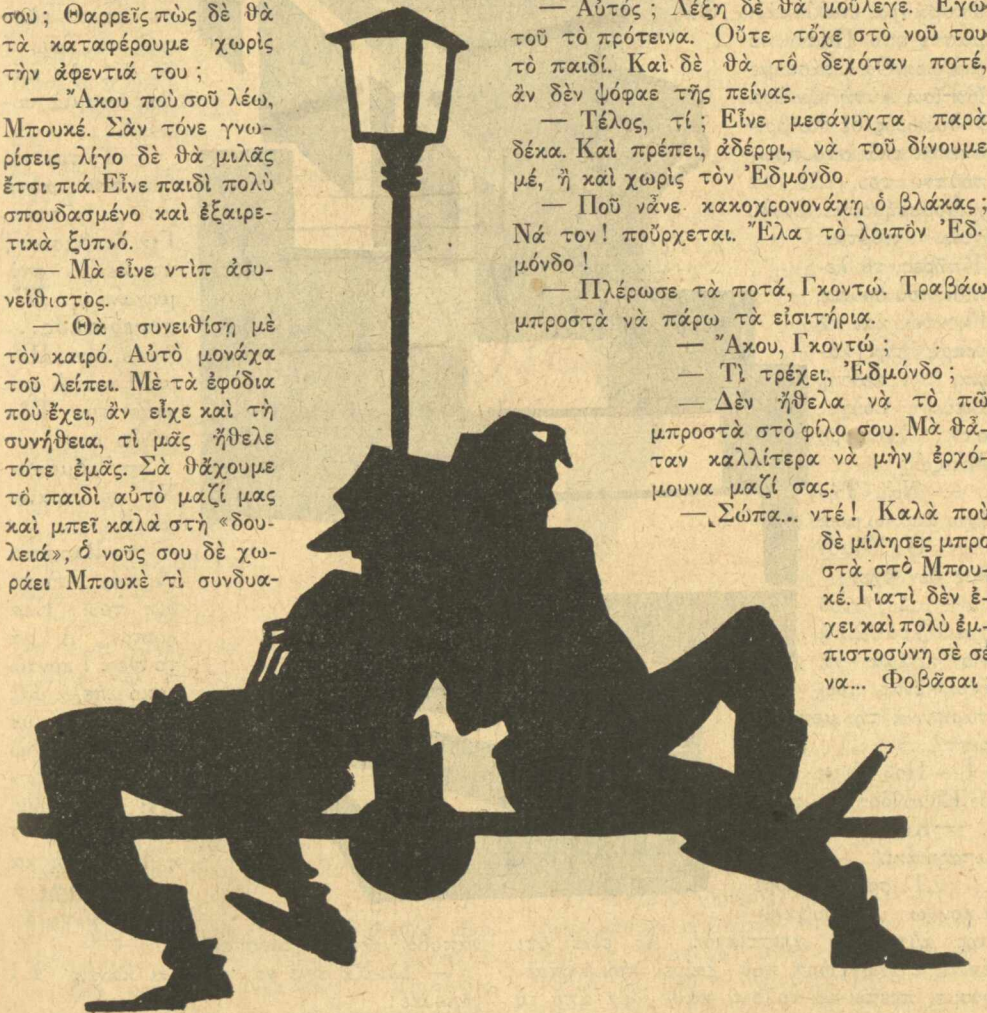 σου ; Θαρρεῖς πὼς δὲ θὰ
τὰ καταφέρουμε χωρὶς
τὴν ἀφεντιά του ;
— Ἄκου ποὺ σοῦ λέω,
Μπουκέ. Σὰν τόνε γνω-
ρίσεις λίγο δὲ θὰ μιλᾶς
ἔτσι πιά. Εἶνε παιδὶ πολὺ
σπουδασμένο καὶ ἐξαιρε-
τικὰ ξυπνό.
— Μὰ εἶνε ντὶπ ἀσυ-
νείθιστος.
— Θὰ συνειθίσῃ μὲ
τὸν καιρό. Αὐτὸ μονάχα
τοῦ λείπει. Μὲ τὰ ἐφόδια
ποὺ ἔχει, ἂν εἶχε καὶ τὴ
συνήθεια, τὶ μᾶς ἤθελε
τότε ἐμᾶς. Σὰ θἄχουμε
τὸ παιδὶ αὐτὸ μαζί μας
καὶ μπεῖ καλὰ στὴ «δου-
λειά», ὁ νοῦς σου δὲ χω-
ράει Μπουκὲ τὶ συνδυα-
— Αὐτός ; Λέξη δὲ θὰ μοὔλεγε. Ἐγὼ
τοῦ τὸ πρότεινα. Οὔτε τὄχε στὸ νοῦ του
τὸ παιδί. Καὶ δὲ θὰ τὸ δεχόταν ποτέ,
ἂν δὲν ψόφαε τῆς πείνας.
— Τέλος, τί ; Εἶνε μεσάνυχτα παρὰ
δέκα. Καὶ πρέπει, ἀδέρφι, νὰ τοῦ δίνουμε
μέ, ἢ καὶ χωρὶς τὸν Ἐδμόνδο
— Ποῦ νἆνε κακοχρονονάχῃ ὁ βλάκας ;
Νά τον ! ποὔρχεται. Ἔλα τὸ λοιπὸν Ἐδ-
μόνδο !
— Πλέρωσε τὰ ποτά, Γκοντώ. Τραβάω
μπροστὰ νὰ πάρω τὰ εἰσιτήρια.
— Ἄκου, Γκοντώ ;
— Τὶ τρέχει, Ἐδμόνδο ;
— Δὲν ἤθελα νὰ τὸ πῶ
μπροστὰ στὸ φίλο σου. Μὰ θἆ-
ταν καλλίτερα νὰ μὴν ἐρχό-
μουνα μαζί σας.
— Σώπα... ντέ ! Καλὰ ποὺ
δὲ μίλησες μπρο
στὰ στὸ Μπου-
κέ. Γιατὶ δὲν ἔ-
χει καὶ πολὺ ἐμ-
πιστοσύνη σὲ σὲ
να... Φοβᾶσαι